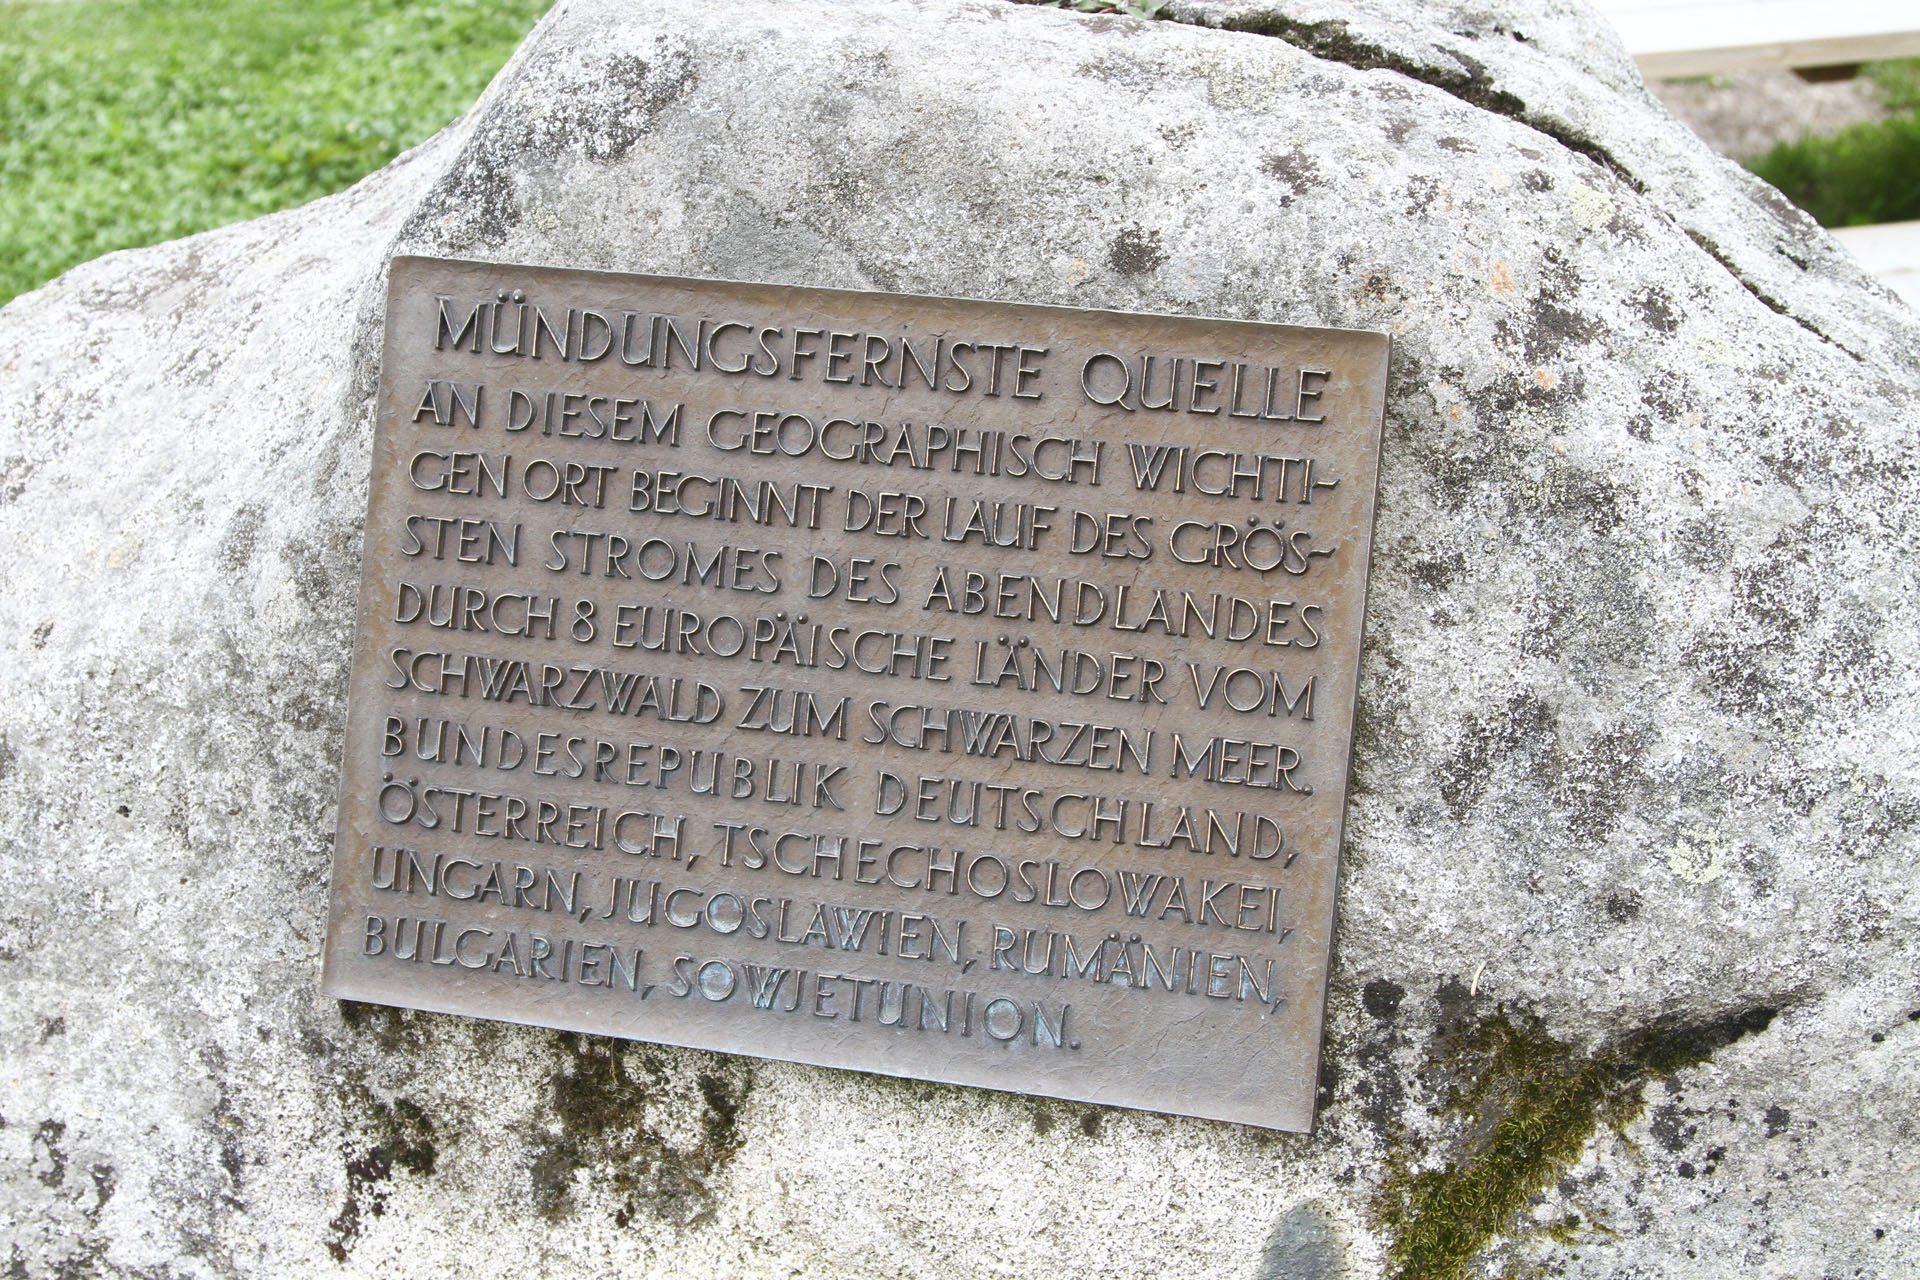 MÜNDUNGSFERNSTE QUELLE
AN DIESEM GEOGRAPHISCH WICHTI-
GEN ORT BEGINNT DER LAUF DES GRÖS-
STEN STROMES DES ABENDLANDES
DURCH 8 EUROPÄISCHE LÄNDER VOM
SCHWARZWALD ZUM SCHWARZEN MEER.
BUNDESREPUBLIK DEUTSCHLAND,
ÖSTERREICH, TSCHECHOSLOWAKEI,
UNGARN, JUGOSLAWIEN, RUMÄNIEN,
BULGARIEN, SOWJETUNION.